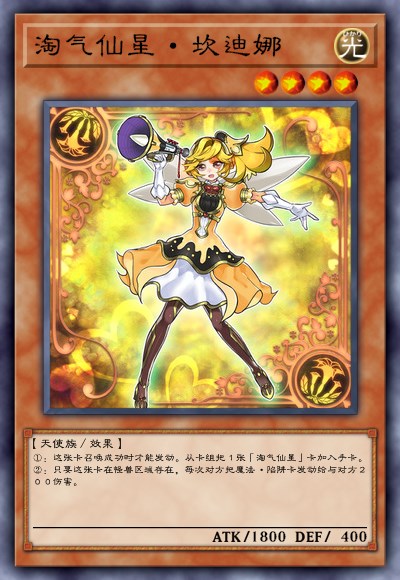 淘气仙星·坎迪娜
光
【天使族/效果】
①：这张卡召唤成功时才能发动。从卡组把1张「淘气仙星」卡加入手卡。
②：只要这张卡在怪兽区域存在，每次对方把魔法·陷阱卡发动给与对方２
００伤害。
ATK/1800 DEF/ 400